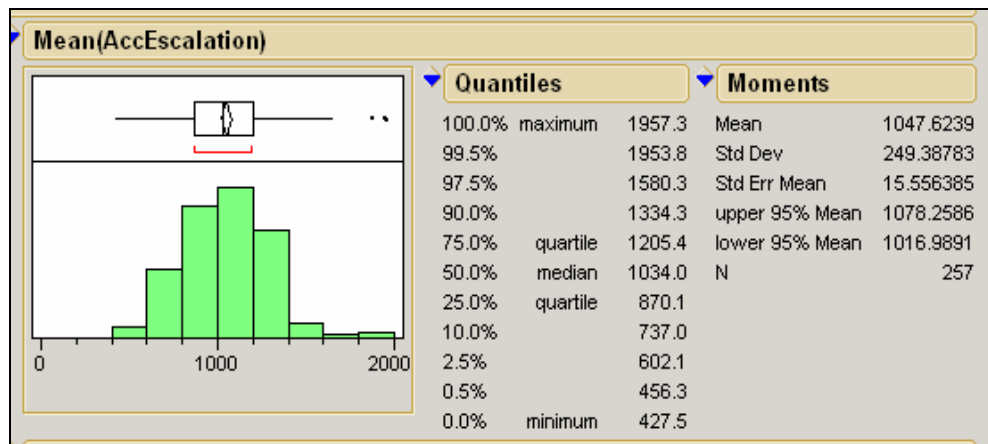 Mean(AccEscalation)
0 1000 2000
Quantiles
100.0% maximum 1957.3
99.5% 1953.8
97.5% 1580.3
90.0% 1334.3
75.0% quartile 1205.4
50.0% median 1034.0
25.0% quartile 870.1
10.0% 737.0
2.5% 602.1
0.5% 456.3
0.0% minimum 427.5
Moments
Mean 1047.6239
Std Dev 249.38783
Std Err Mean 15.556385
upper 95% Mean 1078.2586
lower 95% Mean 1016.9891
N 257